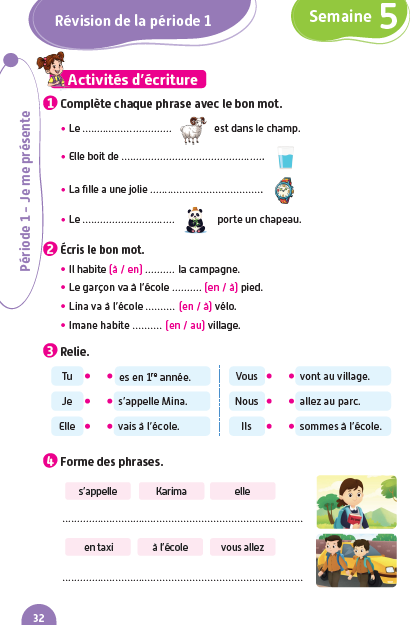 Révision de la période 1
Semaine 5
Période 1 - Je me présente
Activités d'écriture
1 Complète chaque phrase avec le bon mot.
• Le .............................. est dans le champ.
• Elle boit de ................................................
• La fille a une jolie ......................................
• Le ............................... porte un chapeau.
2 Écris le bon mot.
• Il habite (à / en) .......... la campagne.
• Le garçon va à l'école .......... (en / à) pied.
• Lina va à l'école .......... (en / à) vélo.
• Imane habite .......... (en / au) village.
3 Relie.
Tu • • es en 1re année. Vous • • vont au village.
Je • • s'appelle Mina. Nous • • allez au parc.
Elle • • vais à l'école. Ils • • sommes à l'école.
4 Forme des phrases.
s'appelle Karima elle
................................................................................
en taxi à l'école vous allez
................................................................................
32